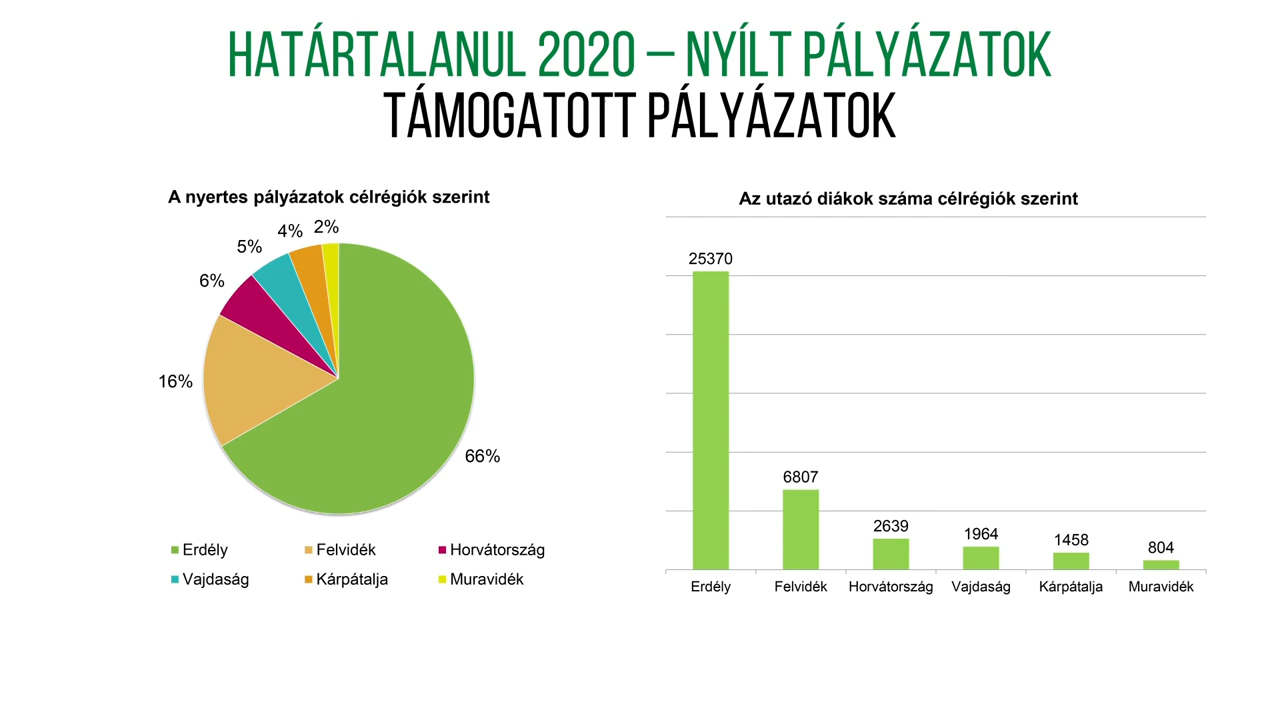 HATÁRTALANUL 2020 – NYÍLT PÁLYÁZATOK
TÁMOGATOTT PÁLYÁZATOK
A nyertes pályázatok célrégiók szerint
2%
4%
5%
6%
16%
66%
Erdély
Felvidék
Horvátország
Vajdaság
Kárpátalja
Muravidék
Az utazó diákok száma célrégiók szerint
25370
6807
2639
1964
1458
804
Erdély
Felvidék
Horvátország
Vajdaság
Kárpátalja
Muravidék